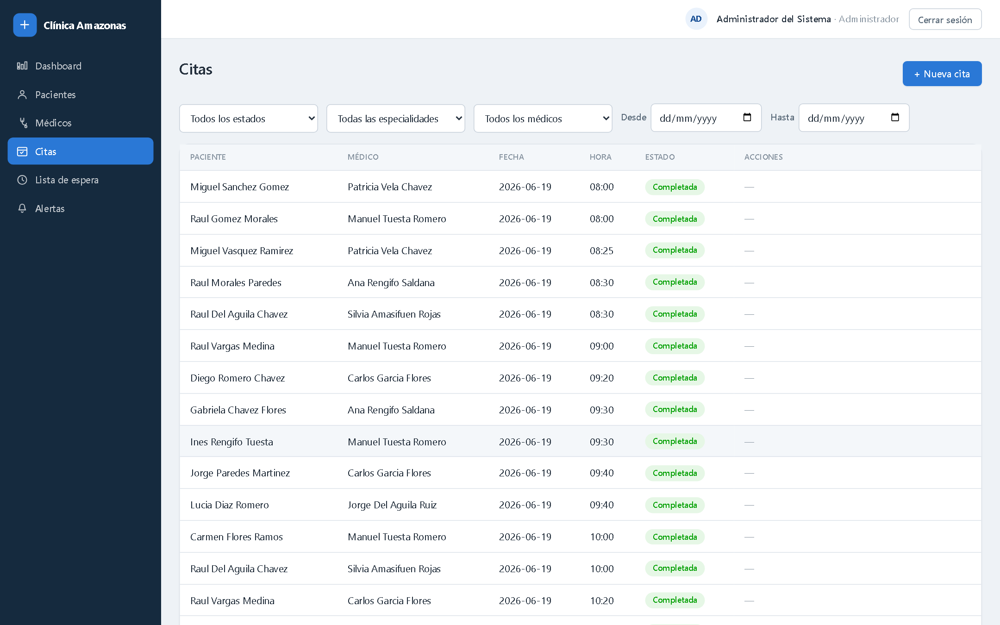 Clínica Amazonas
Dashboard
Pacientes
Médicos
Citas
Lista de espera
Alertas
AD Administrador del Sistema · Administrador Cerrar sesión
Citas
+ Nueva cita
Todos los estados Todas las especialidades Todos los médicos Desde dd/mm/yyyy Hasta dd/mm/yyyy
PACIENTE MÉDICO FECHA HORA ESTADO ACCIONES
Miguel Sanchez Gomez Patricia Vela Chavez 2026-06-19 08:00 Completada —
Raul Gomez Morales Manuel Tuesta Romero 2026-06-19 08:00 Completada —
Miguel Vasquez Ramirez Patricia Vela Chavez 2026-06-19 08:25 Completada —
Raul Morales Paredes Ana Rengifo Saldana 2026-06-19 08:30 Completada —
Raul Del Aguila Chavez Silvia Amasifuen Rojas 2026-06-19 08:30 Completada —
Raul Vargas Medina Manuel Tuesta Romero 2026-06-19 09:00 Completada —
Diego Romero Chavez Carlos Garcia Flores 2026-06-19 09:20 Completada —
Gabriela Chavez Flores Ana Rengifo Saldana 2026-06-19 09:30 Completada —
Ines Rengifo Tuesta Manuel Tuesta Romero 2026-06-19 09:30 Completada —
Jorge Paredes Martinez Carlos Garcia Flores 2026-06-19 09:40 Completada —
Lucia Diaz Romero Jorge Del Aguila Ruiz 2026-06-19 09:40 Completada —
Carmen Flores Ramos Manuel Tuesta Romero 2026-06-19 10:00 Completada —
Raul Del Aguila Chavez Silvia Amasifuen Rojas 2026-06-19 10:00 Completada —
Raul Vargas Medina Carlos Garcia Flores 2026-06-19 10:20 Completada —